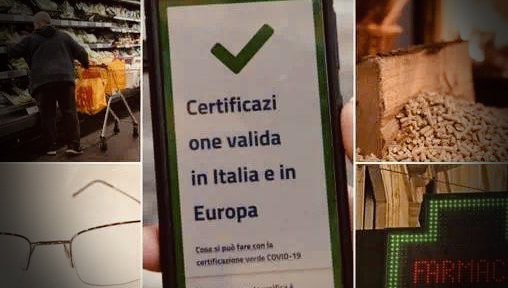 Certificazi
one valida
in Italia e in
Europa
Cosa si può fare con la
certificazione verde COVID-19
FARMAC